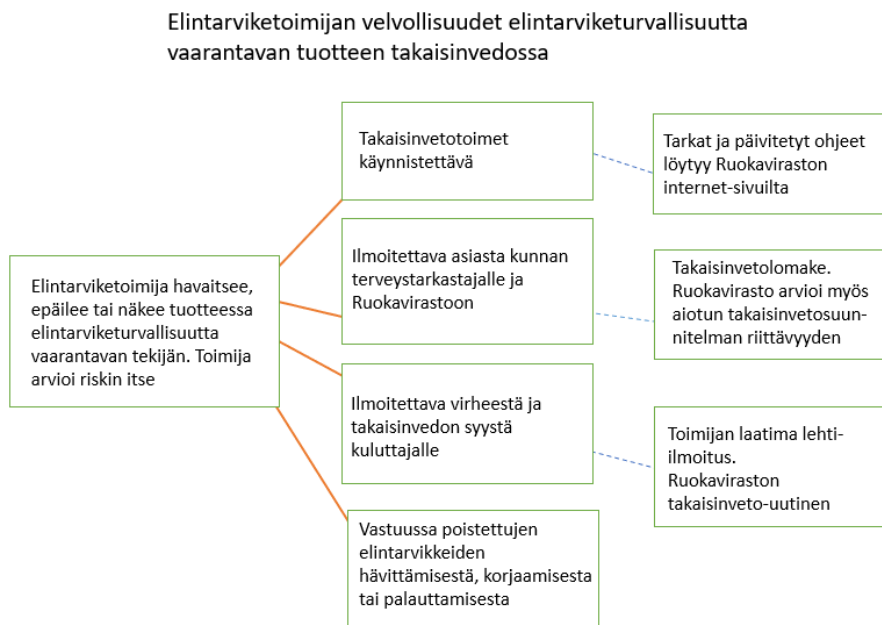 Elintarviketoimijan velvollisuudet elintarviketurvallisuutta
vaarantavan tuotteen takaisinvedossa
Elintarviketoimija havaitsee,
epäilee tai näkee tuotteessa
elintarviketurvallisuutta
vaarantavan tekijän. Toimija
arvioi riskin itse
Takaisinvetotoimet
käynnistettävä
Tarkat ja päivitetyt ohjeet
löytyy Ruokaviraston
internet-sivuilta
Ilmoitettava asiasta kunnan
terveystarkastajalle ja
Ruokavirastoon
Takaisinvetolomake.
Ruokavirasto arvioi myös
aiotun takaisinvetosuun-
nitelman riittävyyden
Ilmoitettava virheestä ja
takaisinvedon syystä
kuluttajalle
Toimijan laatima lehti-
ilmoitus.
Ruokaviraston
takaisinveto-uutinen
Vastuussa poistettujen
elintarvikkeiden
hävittämisestä, korjaamisesta
tai palauttamisesta